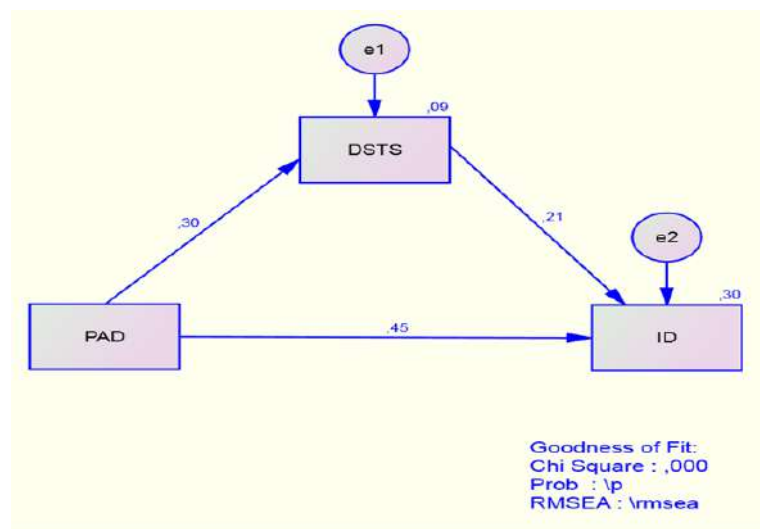 e1
,09
DSTS
,30
,21
e2
,30
PAD
,45
ID
Goodness of Fit:
Chi Square : ,000
Prob : \p
RMSEA : \rmsea